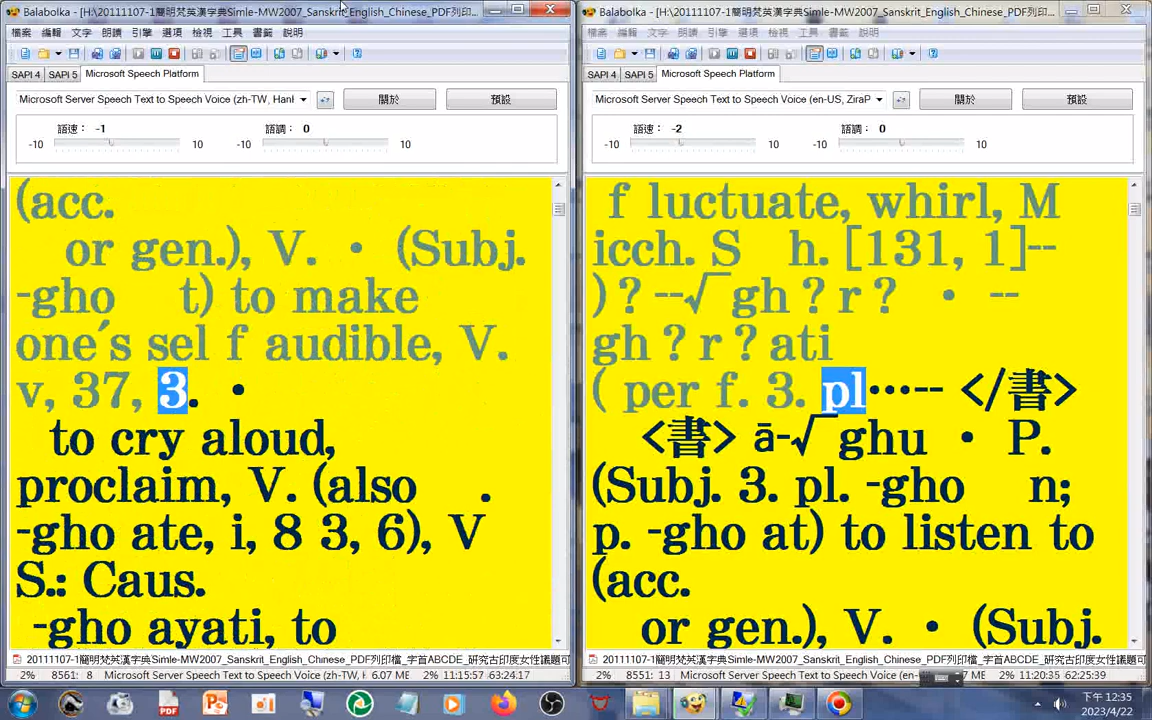 Balabolka - [H:\20111107-1簡明梵英漢字典Simle-MW2007_Sanskrit_English_Chinese_PDF列印...
檔案 編輯 文字 朗讀 引擎 選項 檢視 工具 書籤 說明
SAPI 4 SAPI 5 Microsoft Speech Platform
Microsoft Server Speech Text to Speech Voice (zh-TW, HanI 關於 預設
語速： -1 語調： 0
-10 10 -10 10
(acc.
or gen.), V. • (Subj.
-gho t) to make
one´s sel f audible, V.
v, 37, 3. •
to cry aloud,
proclaim, V. (also .
-gho ate, i, 8 3, 6), V
S.: Caus.
-gho ayati, to
20111107-1簡明梵英漢字典Simle-MW2007_Sanskrit_English_Chinese_PDF列印檔_字首ABCDE_研究古印度女性議題可
2% 8561: 8 Microsoft Server Speech Text to Speech Voice (zh-TW, H 6.07 ME 2% 11:15:57 63:24.17
Balabolka - [H:\20111107-1簡明梵英漢字典Simle-MW2007_Sanskrit_English_Chinese_PDF列印...
檔案 編輯 文字 朗讀 引擎 選項 檢視 工具 書籤 說明
SAPI 4 SAPI 5 Microsoft Speech Platform
Microsoft Server Speech Text to Speech Voice (en-US, ZiraP 關於 預設
語速： -2 語調： 0
-10 10 -10 10
f luctuate, whirl, M
icch. S h. [131, 1]--
)？--√gh？r？ • --
gh？r？ati
( per f. 3. pl…-- </書>
<書> ā-√ghu • P.
(Subj. 3. pl. -gho n;
p. -gho at) to listen to
(acc.
or gen.), V. • (Subj.
20111107-1簡明梵英漢字典Simle-MW2007_Sanskrit_English_Chinese_PDF列印檔_字首ABCDE_研究古印度女性議題可
2% 8551: 13 Microsoft Server Speech Text to Speech Voice 2% 11:20:35 62:25:39
PDF
下午 12:35
2023/4/22